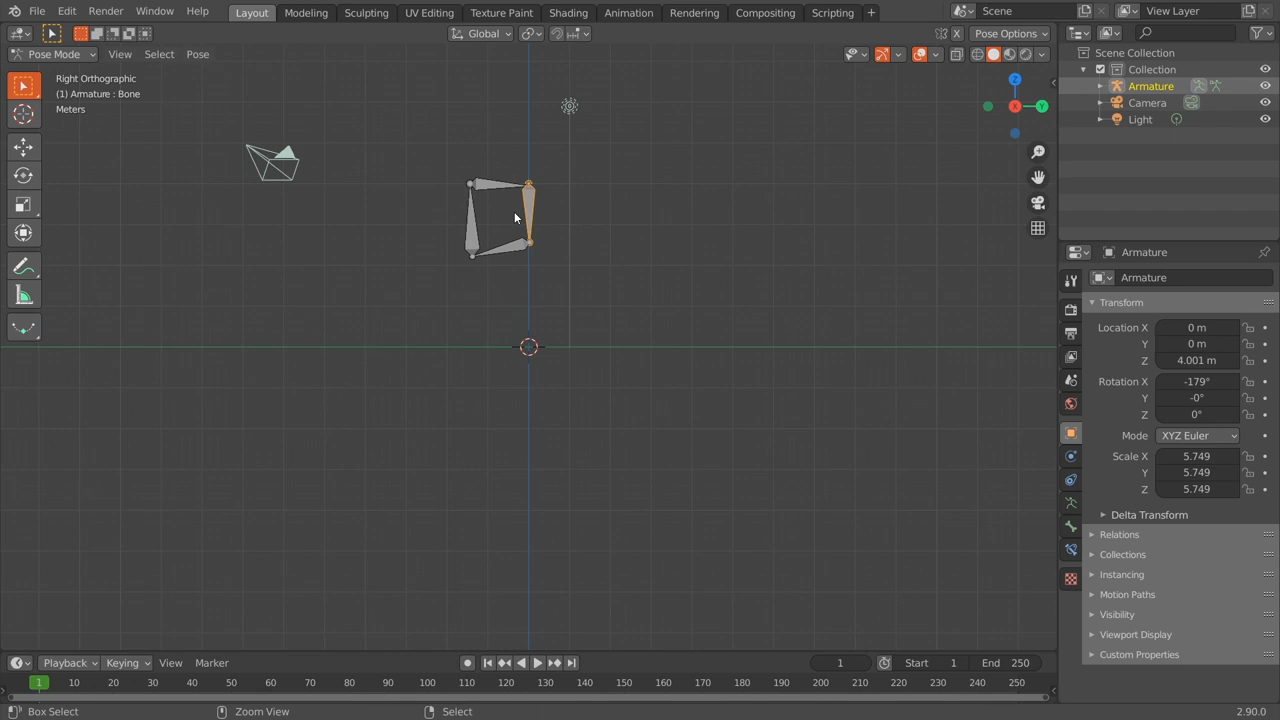 File Edit Render Window Help Layout Modeling Sculpting UV Editing Texture Paint Shading Animation Rendering Compositing Scripting + Scene View Layer
Global Pose Options
Pose Mode View Select Pose
Right Orthographic
(1) Armature : Bone
Meters
Z
Y
X
Scene Collection
Collection
Armature
Camera
Light
Armature
Armature
Transform
Location X 0 m
Y 0 m
Z 4.001 m
Rotation X -179°
Y -0°
Z 0°
Mode XYZ Euler
Scale X 5.749
Y 5.749
Z 5.749
Delta Transform
Relations
Collections
Instancing
Motion Paths
Visibility
Viewport Display
Custom Properties
Playback Keying View Marker 1 Start 1 End 250
1 10 20 30 40 50 60 70 80 90 100 110 120 130 140 150 160 170 180 190 200 210 220 230 240 250
Box Select Zoom View Select 2.90.0